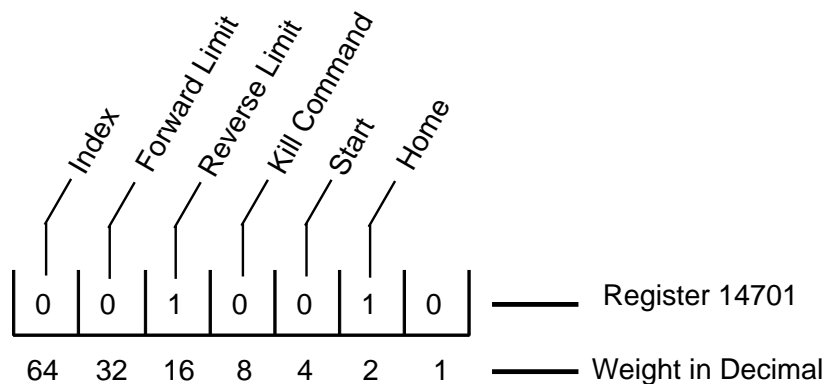 Index
Forward Limit
Reverse Limit
Kill Command
Start
Home
0 0 1 0 0 1 0 Register 14701
64 32 16 8 4 2 1 Weight in Decimal